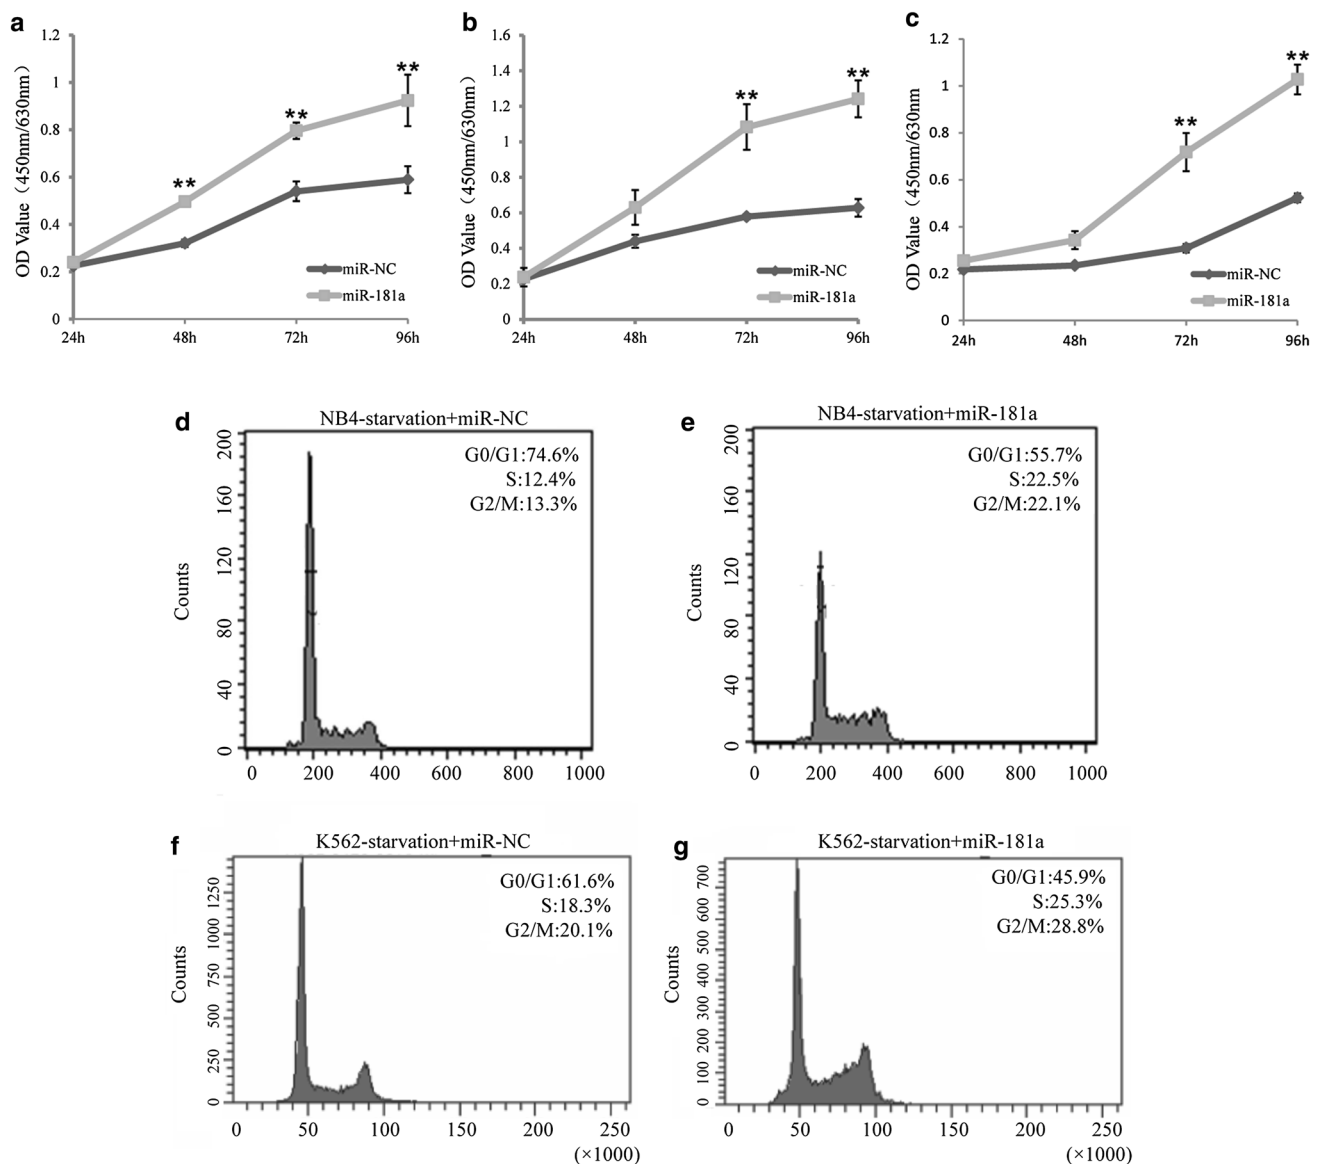 a
OD Value（450nm/630nm）
1.2
1
0.8
0.6
0.4
0.2
0
**
**
**
miR-NC
miR-181a
24h 48h 72h 96h
b
OD Value（450nm/630nm）
1.6
1.4
1.2
1
0.8
0.6
0.4
0.2
0
**
**
miR-NC
miR-181a
24h 48h 72h 96h
c
OD Value（450nm/630nm
1.2
1
0.8
0.6
0.4
0.2
0
**
**
miR-NC
miR-181a
24h 48h 72h 96h
d
NB4-starvation+miR-NC
G0/G1:74.6%
S:12.4%
G2/M:13.3%
Counts
200
160
120
80
40
0
0 200 400 600 800 1000
e
NB4-starvation+miR-181a
G0/G1:55.7%
S:22.5%
G2/M:22.1%
Counts
200
160
120
80
40
0
0 200 400 600 800 1000
f
K562-starvation+miR-NC
G0/G1:61.6%
S:18.3%
G2/M:20.1%
Counts
1250
1000
750
500
250
0
0 50 100 150 200 250
(×1000)
g
K562-starvation+miR-181a
G0/G1:45.9%
S:25.3%
G2/M:28.8%
Counts
700
600
500
400
300
200
100
0
0 50 100 150 200 250
(×1000)